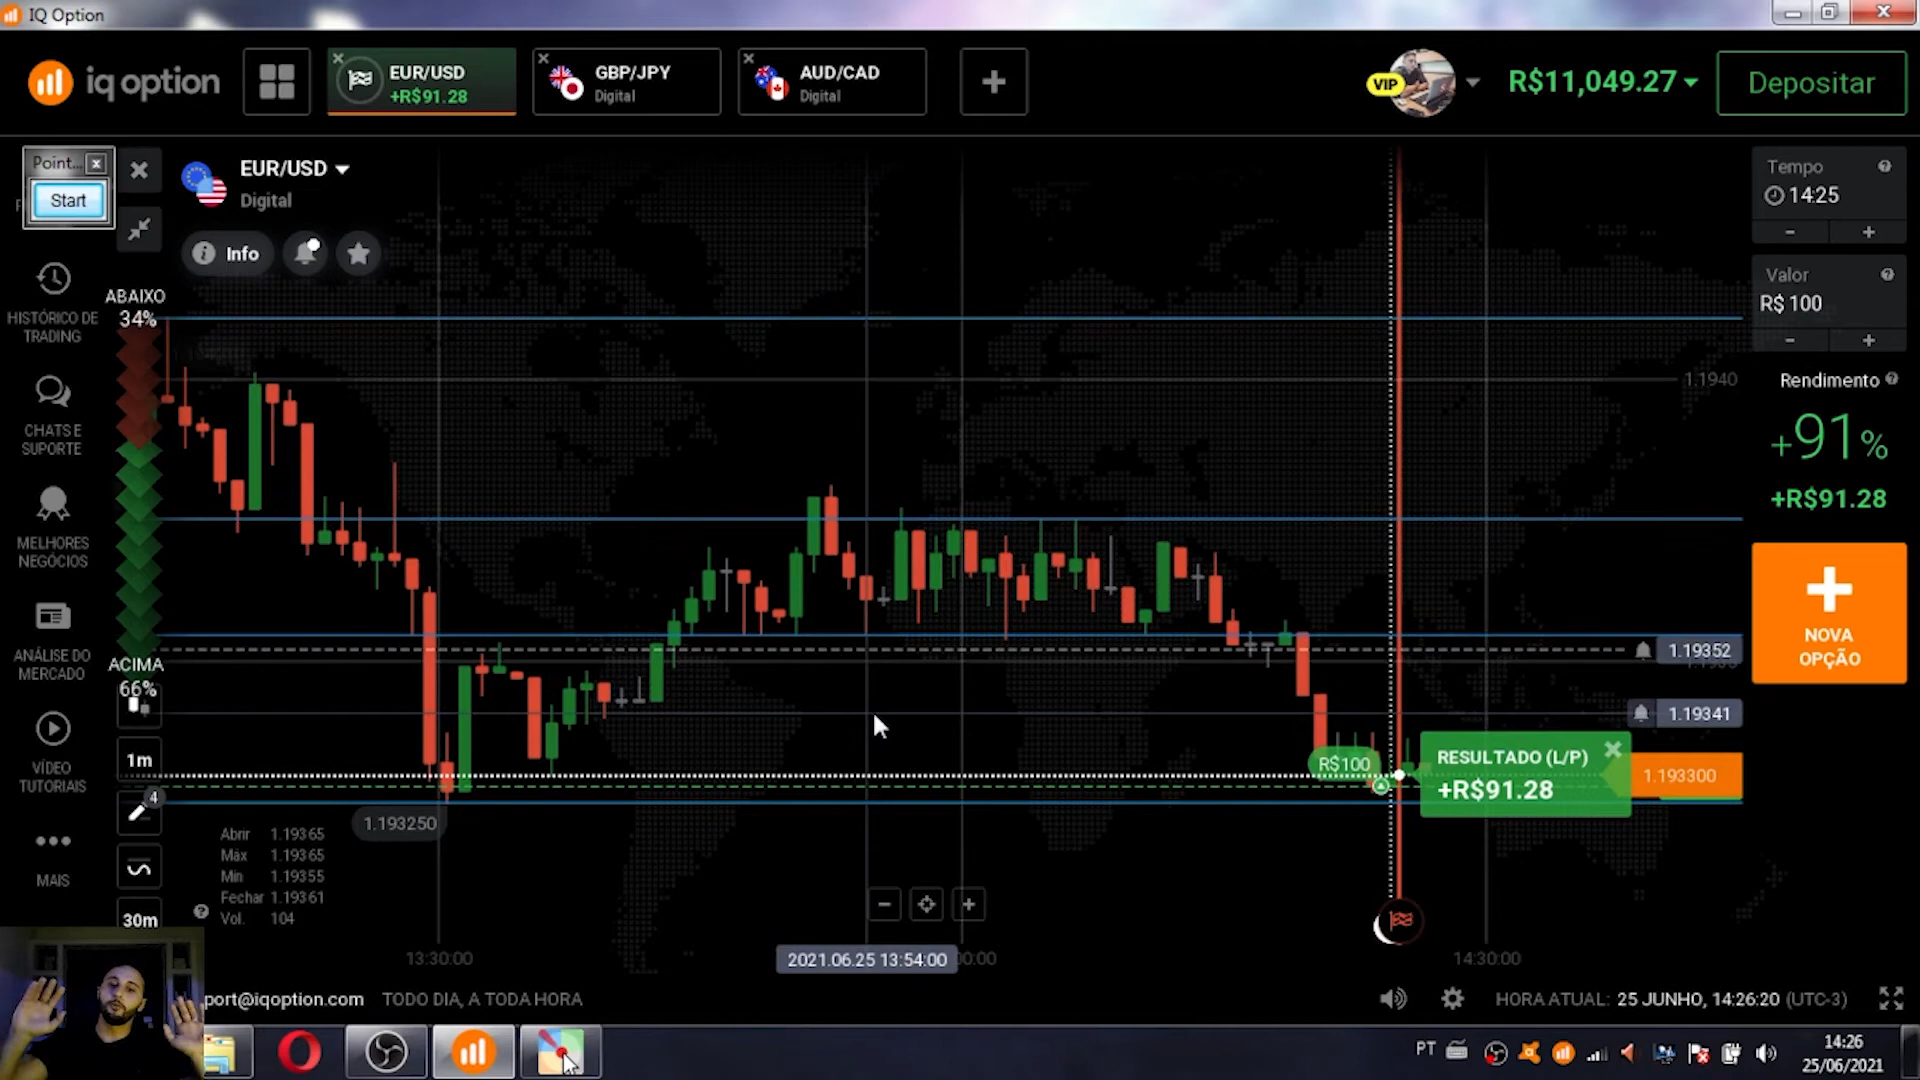 IQ Option
iq option
EUR/USD
+R$91.28
GBP/JPY
Digital
AUD/CAD
Digital
VIP
R$11,049.27
Depositar
Point...
Start
EUR/USD
Digital
Info
HISTÓRICO DE
TRADING
CHATS E
SUPORTE
MELHORES
NEGÓCIOS
ANÁLISE DO
MERCADO
VÍDEO
TUTORIAIS
MAIS
ABAIXO
34%
ACIMA
66%
1m
4
30m
Tempo
14:25
- +
Valor
R$ 100
- +
Rendimento
+91%
+R$91.28
NOVA
OPÇÃO
1.1940
1.19352
1.19341
1.193300
R$100
RESULTADO (L/P)
+R$91.28
1.193250
Abrir 1.19365
Máx 1.19365
Min 1.19355
Fechar 1.19361
Vol. 104
13:30:00
2021.06.25 13:54:00
00:00
14:30:00
port@iqoption.com
TODO DIA, A TODA HORA
HORA ATUAL: 25 JUNHO, 14:26:20 (UTC-3)
PT
14:26
25/06/2021